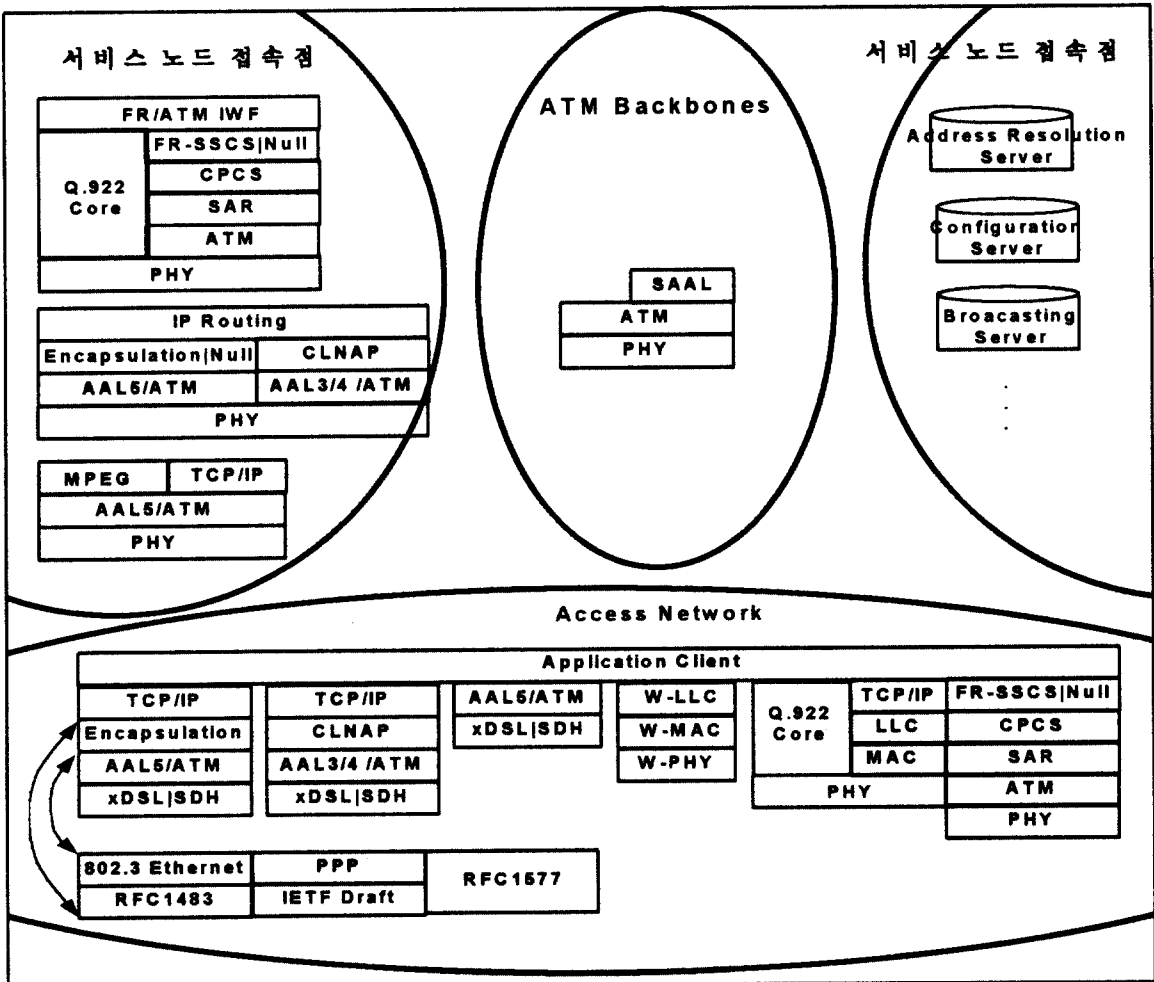 서비스 노드 접속점
FR/ATM IWF
Q.922
Core
FR-SSCS|Null
CPCS
SAR
ATM
PHY
IP Routing
Encapsulation|Null
CLNAP
AAL5/ATM
AAL3/4 /ATM
PHY
MPEG
TCP/IP
AAL5/ATM
PHY
ATM Backbones
SAAL
ATM
PHY
서비스 노드 접속점
Address Resolution
Server
Configuration
Server
Broacasting
Server
.
.
.
Access Network
Application Client
TCP/IP
Encapsulation
AAL5/ATM
xDSL|SDH
TCP/IP
CLNAP
AAL3/4 /ATM
xDSL|SDH
AAL5/ATM
xDSL|SDH
W-LLC
W-MAC
W-PHY
Q.922
Core
TCP/IP
LLC
MAC
PHY
FR-SSCS|Null
CPCS
SAR
ATM
PHY
802.3 Ethernet
RFC1483
PPP
IETF Draft
RFC1577